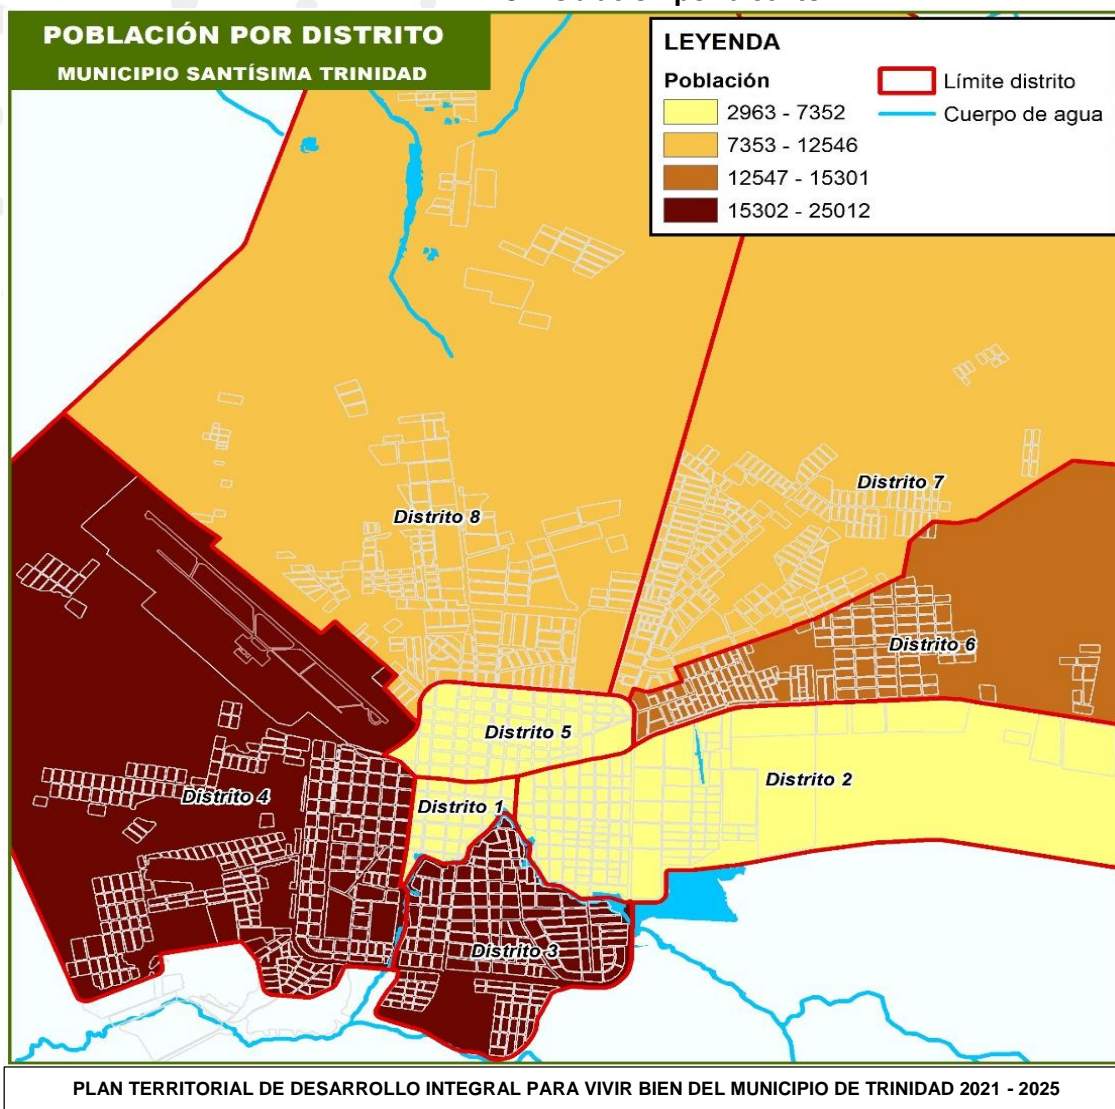 POBLACIÓN POR DISTRITO
MUNICIPIO SANTÍSIMA TRINIDAD
LEYENDA
Población
2963 - 7352
7353 - 12546
12547 - 15301
15302 - 25012
Límite distrito
Cuerpo de agua
Distrito 7
Distrito 8
Distrito 6
Distrito 5
Distrito 2
Distrito 4
Distrito 1
Distrito 3
PLAN TERRITORIAL DE DESARROLLO INTEGRAL PARA VIVIR BIEN DEL MUNICIPIO DE TRINIDAD 2021 - 2025